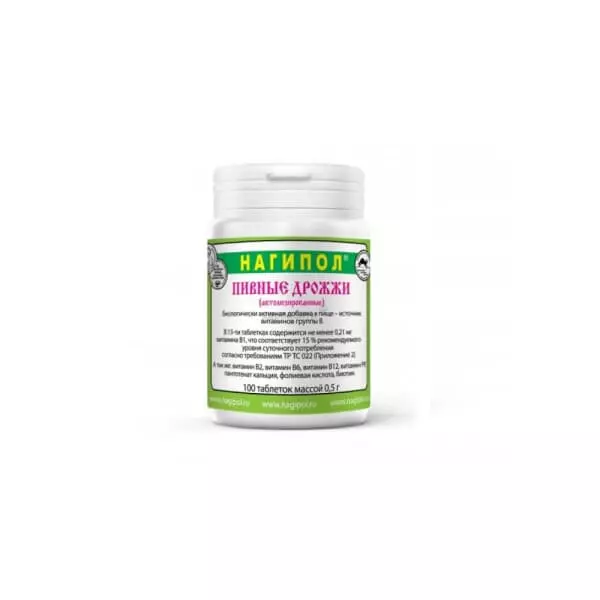 НАГИПОЛ®
ПИВНЫЕ ДРОЖЖИ
(автолизированные)
биологически активная добавка к пище – источник
витаминов группы В
В 15-ти таблетках содержится не менее 0,21 мг
витамина В1, что соответствует 15 % рекомендуемого
уровня суточного потребления
согласно требованиям ТР ТС 022 (Приложение 2),
А так же: витамин В2, витамин В6, витамин В12, витамин РР,
пантотенат кальция, фолиевая кислота, биотин.
100 таблеток массой 0,5 г
www.nagipol.ru